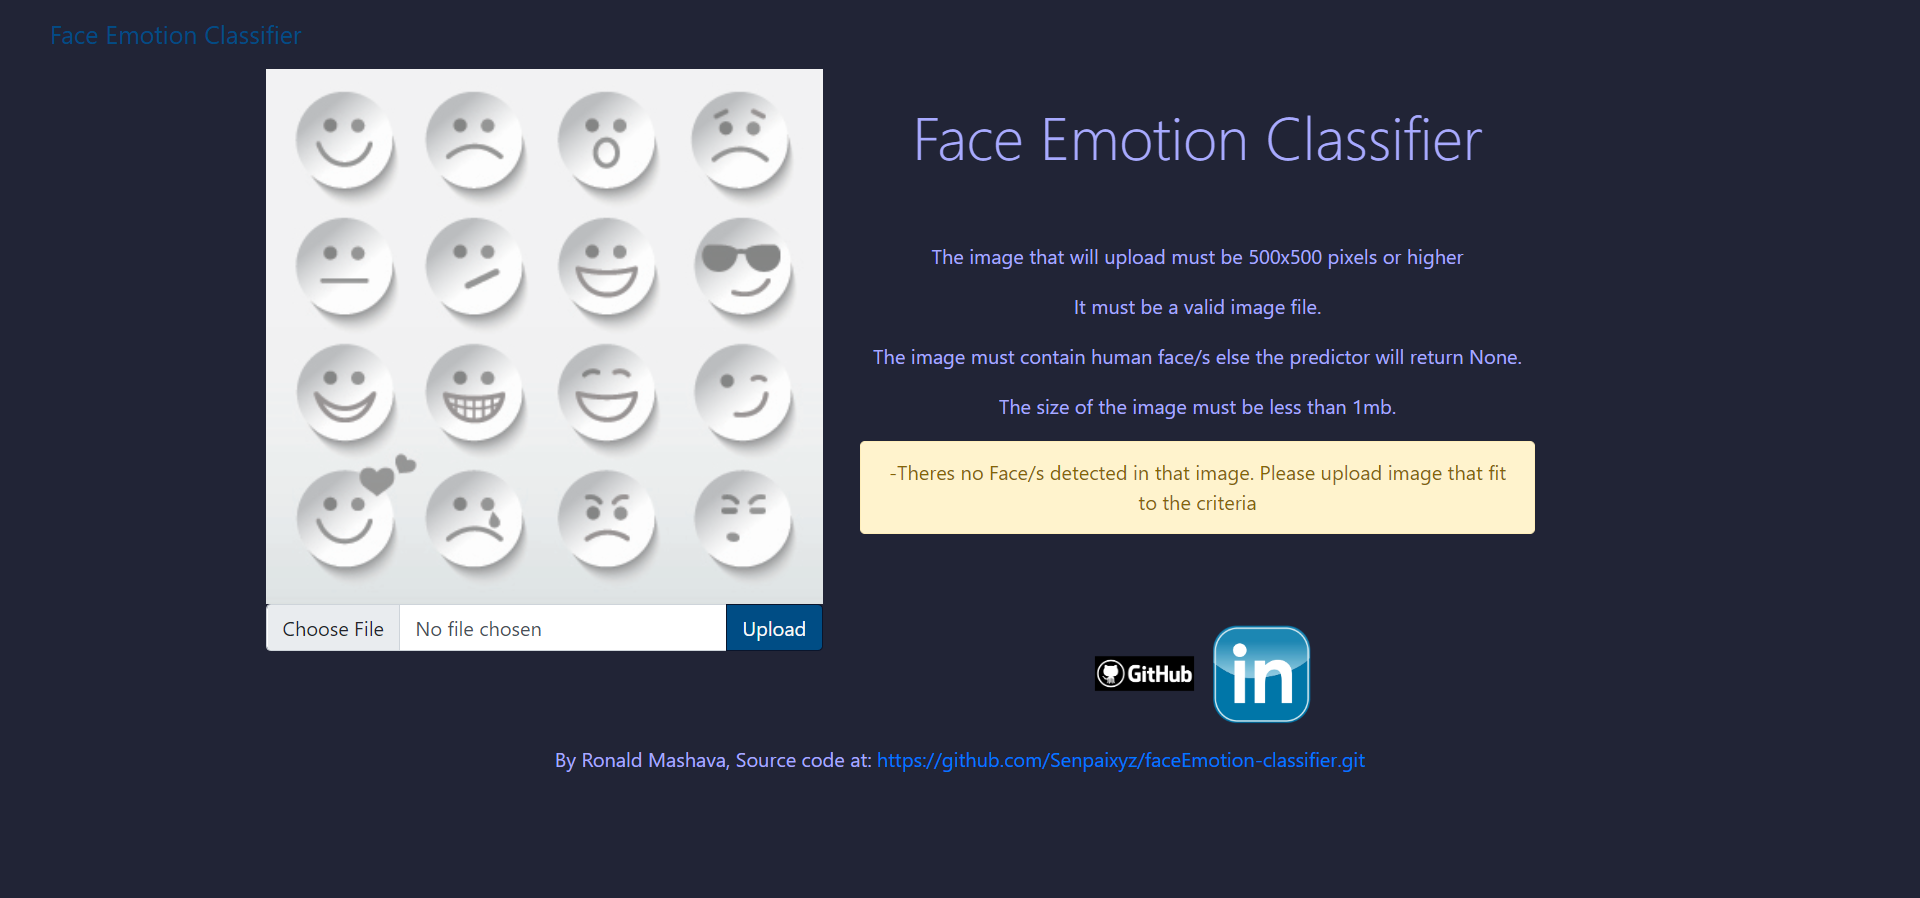 Face Emotion Classifier
Face Emotion Classifier
The image that will upload must be 500x500 pixels or higher
It must be a valid image file.
The image must contain human face/s else the predictor will return None.
The size of the image must be less than 1mb.
-Theres no Face/s detected in that image. Please upload image that fit
to the criteria
Choose File
No file chosen
Upload
GitHub
in
By Ronald Mashava, Source code at: https://github.com/Senpaixyz/faceEmotion-classifier.git